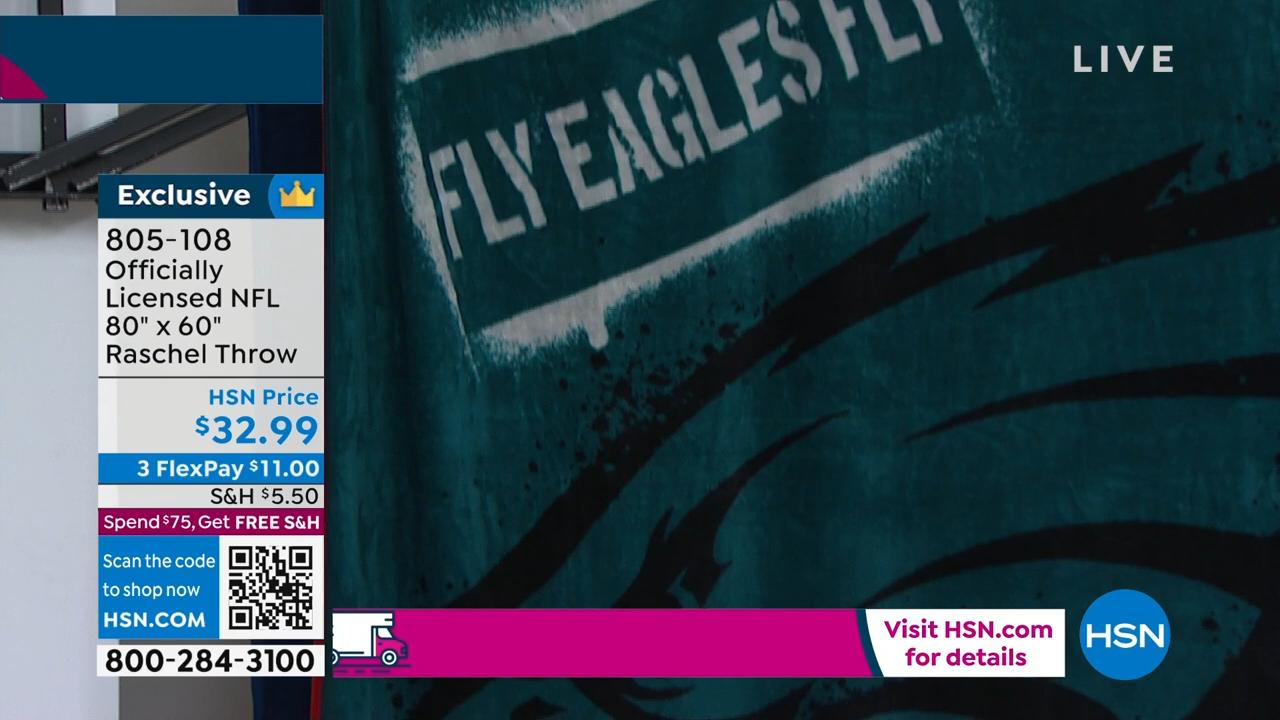 FLY EAGLES FLY
LIVE
Exclusive
805-108
Officially
Licensed NFL
80" x 60"
Raschel Throw
HSN Price
$32.99
3 FlexPay $11.00
S&H $5.50
Spend $75, Get FREE S&H
Scan the code
to shop now
HSN.COM
800-284-3100
Visit HSN.com
for details
HSN